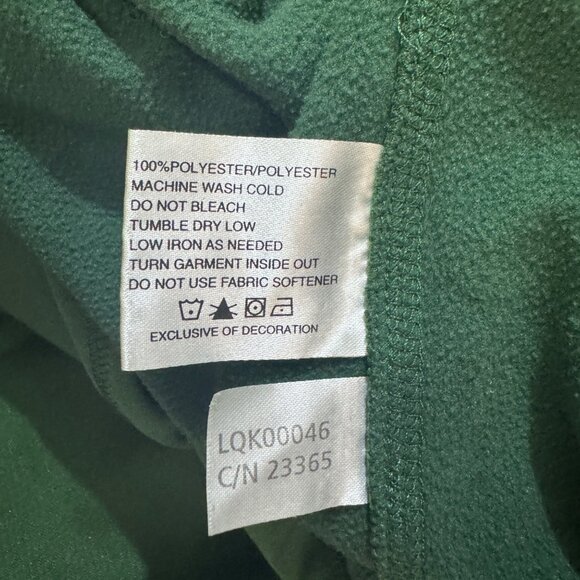 100%POLYESTER/POLYESTER
MACHINE WASH COLD
DO NOT BLEACH
TUMBLE DRY LOW
LOW IRON AS NEEDED
TURN GARMENT INSIDE OUT
DO NOT USE FABRIC SOFTENER
EXCLUSIVE OF DECORATION
LQK00046
C/N 23365